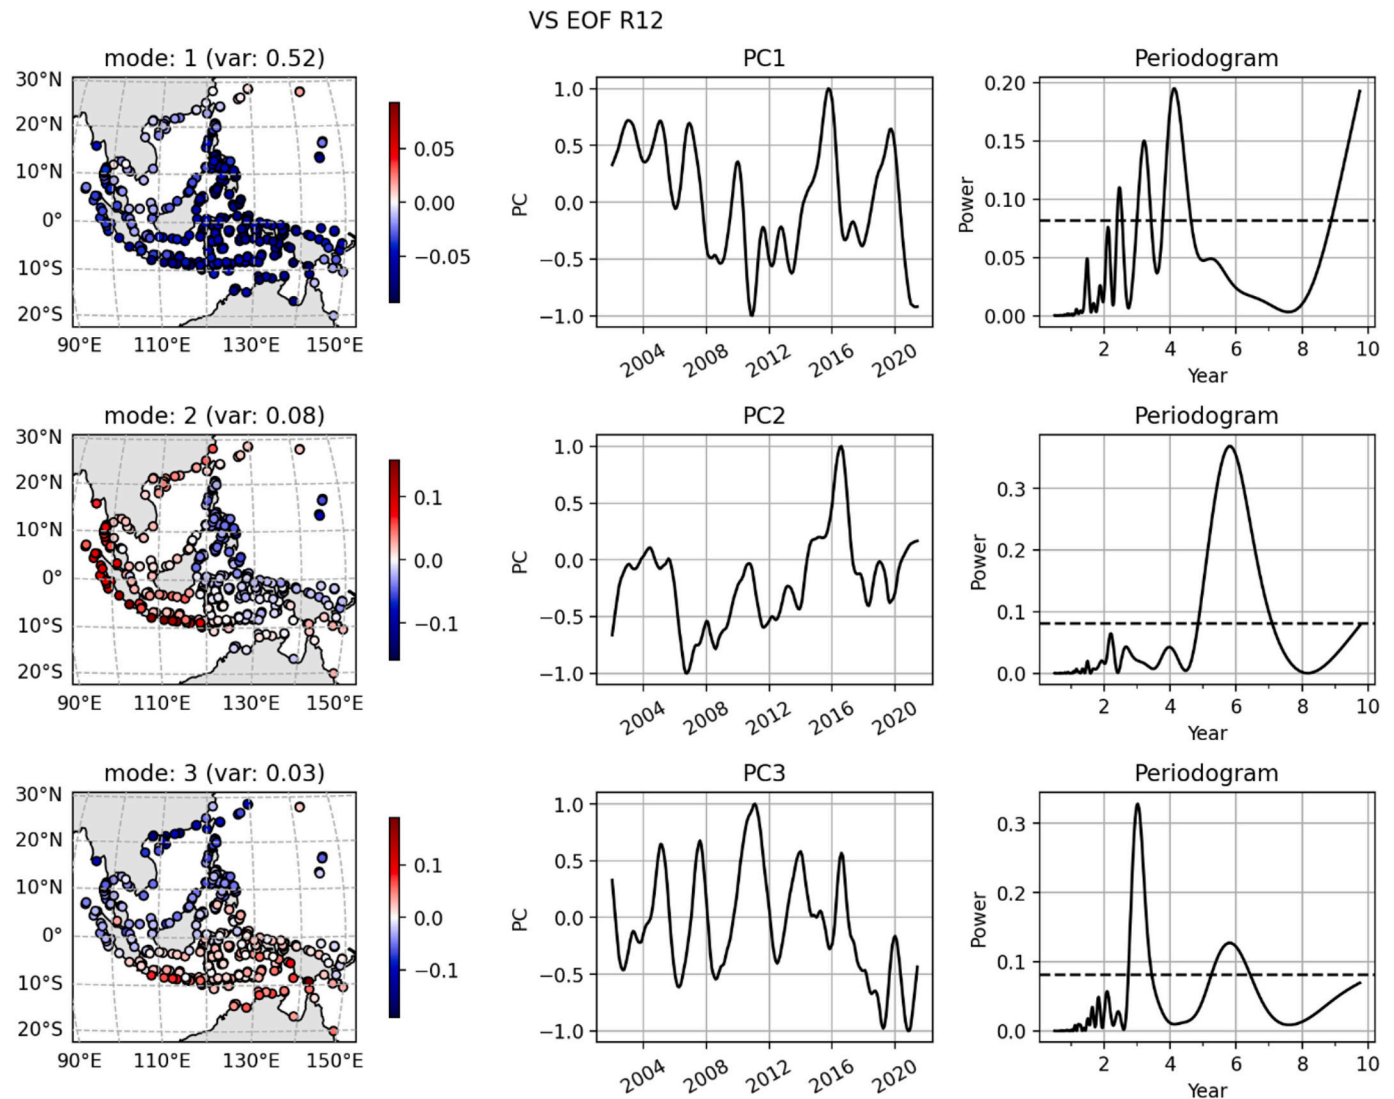 VS EOF R12
mode: 1 (var: 0.52)
30°N
20°N
10°N
0°
10°S
20°S
90°E 110°E 130°E 150°E
0.05
0.00
−0.05
PC1
1.0
0.5
0.0
−0.5
−1.0
PC
2004 2008 2012 2016 2020
Periodogram
0.20
0.15
0.10
0.05
0.00
Power
2 4 6 8 10
Year
mode: 2 (var: 0.08)
30°N
20°N
10°N
0°
10°S
20°S
90°E 110°E 130°E 150°E
0.1
0.0
−0.1
PC2
1.0
0.5
0.0
−0.5
−1.0
PC
2004 2008 2012 2016 2020
Periodogram
0.3
0.2
0.1
0.0
Power
2 4 6 8 10
Year
mode: 3 (var: 0.03)
30°N
20°N
10°N
0°
10°S
20°S
90°E 110°E 130°E 150°E
0.1
0.0
−0.1
PC3
1.0
0.5
0.0
−0.5
−1.0
PC
2004 2008 2012 2016 2020
Periodogram
0.3
0.2
0.1
0.0
Power
2 4 6 8 10
Year